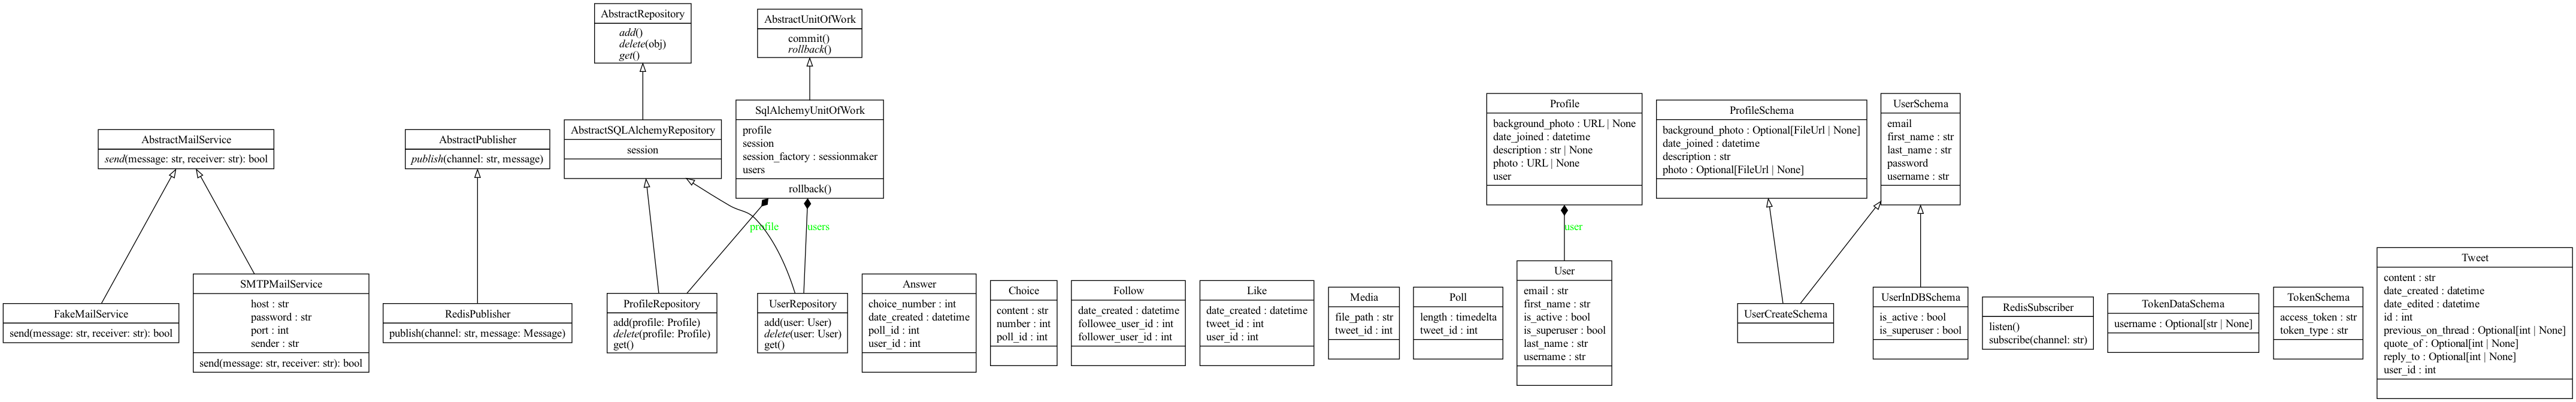 AbstractRepository
add()
delete(obj)
get()
AbstractUnitOfWork
commit()
rollback()
AbstractMailService
send(message: str, receiver: str): bool
AbstractPublisher
publish(channel: str, message)
AbstractSQLAlchemyRepository
session
SqlAlchemyUnitOfWork
profile
session
session_factory : sessionmaker
users
rollback()
Profile
background_photo : URL | None
date_joined : datetime
description : str | None
photo : URL | None
user
ProfileSchema
background_photo : Optional[FileUrl | None]
date_joined : datetime
description : str
photo : Optional[FileUrl | None]
UserSchema
email
first_name : str
last_name : str
password
username : str
profile
users
user
FakeMailService
send(message: str, receiver: str): bool
SMTPMailService
host : str
password : str
port : int
sender : str
send(message: str, receiver: str): bool
RedisPublisher
publish(channel: str, message: Message)
ProfileRepository
add(profile: Profile)
delete(profile: Profile)
get()
UserRepository
add(user: User)
delete(user: User)
get()
Answer
choice_number : int
date_created : datetime
poll_id : int
user_id : int
Choice
content : str
number : int
poll_id : int
Follow
date_created : datetime
followee_user_id : int
follower_user_id : int
Like
date_created : datetime
tweet_id : int
user_id : int
Media
file_path : str
tweet_id : int
Poll
length : timedelta
tweet_id : int
User
email : str
first_name : str
is_active : bool
is_superuser : bool
last_name : str
username : str
UserCreateSchema
UserInDBSchema
is_active : bool
is_superuser : bool
RedisSubscriber
listen()
subscribe(channel: str)
TokenDataSchema
username : Optional[str | None]
TokenSchema
access_token : str
token_type : str
Tweet
content : str
date_created : datetime
date_edited : datetime
id : int
previous_on_thread : Optional[int | None]
quote_of : Optional[int | None]
reply_to : Optional[int | None]
user_id : int